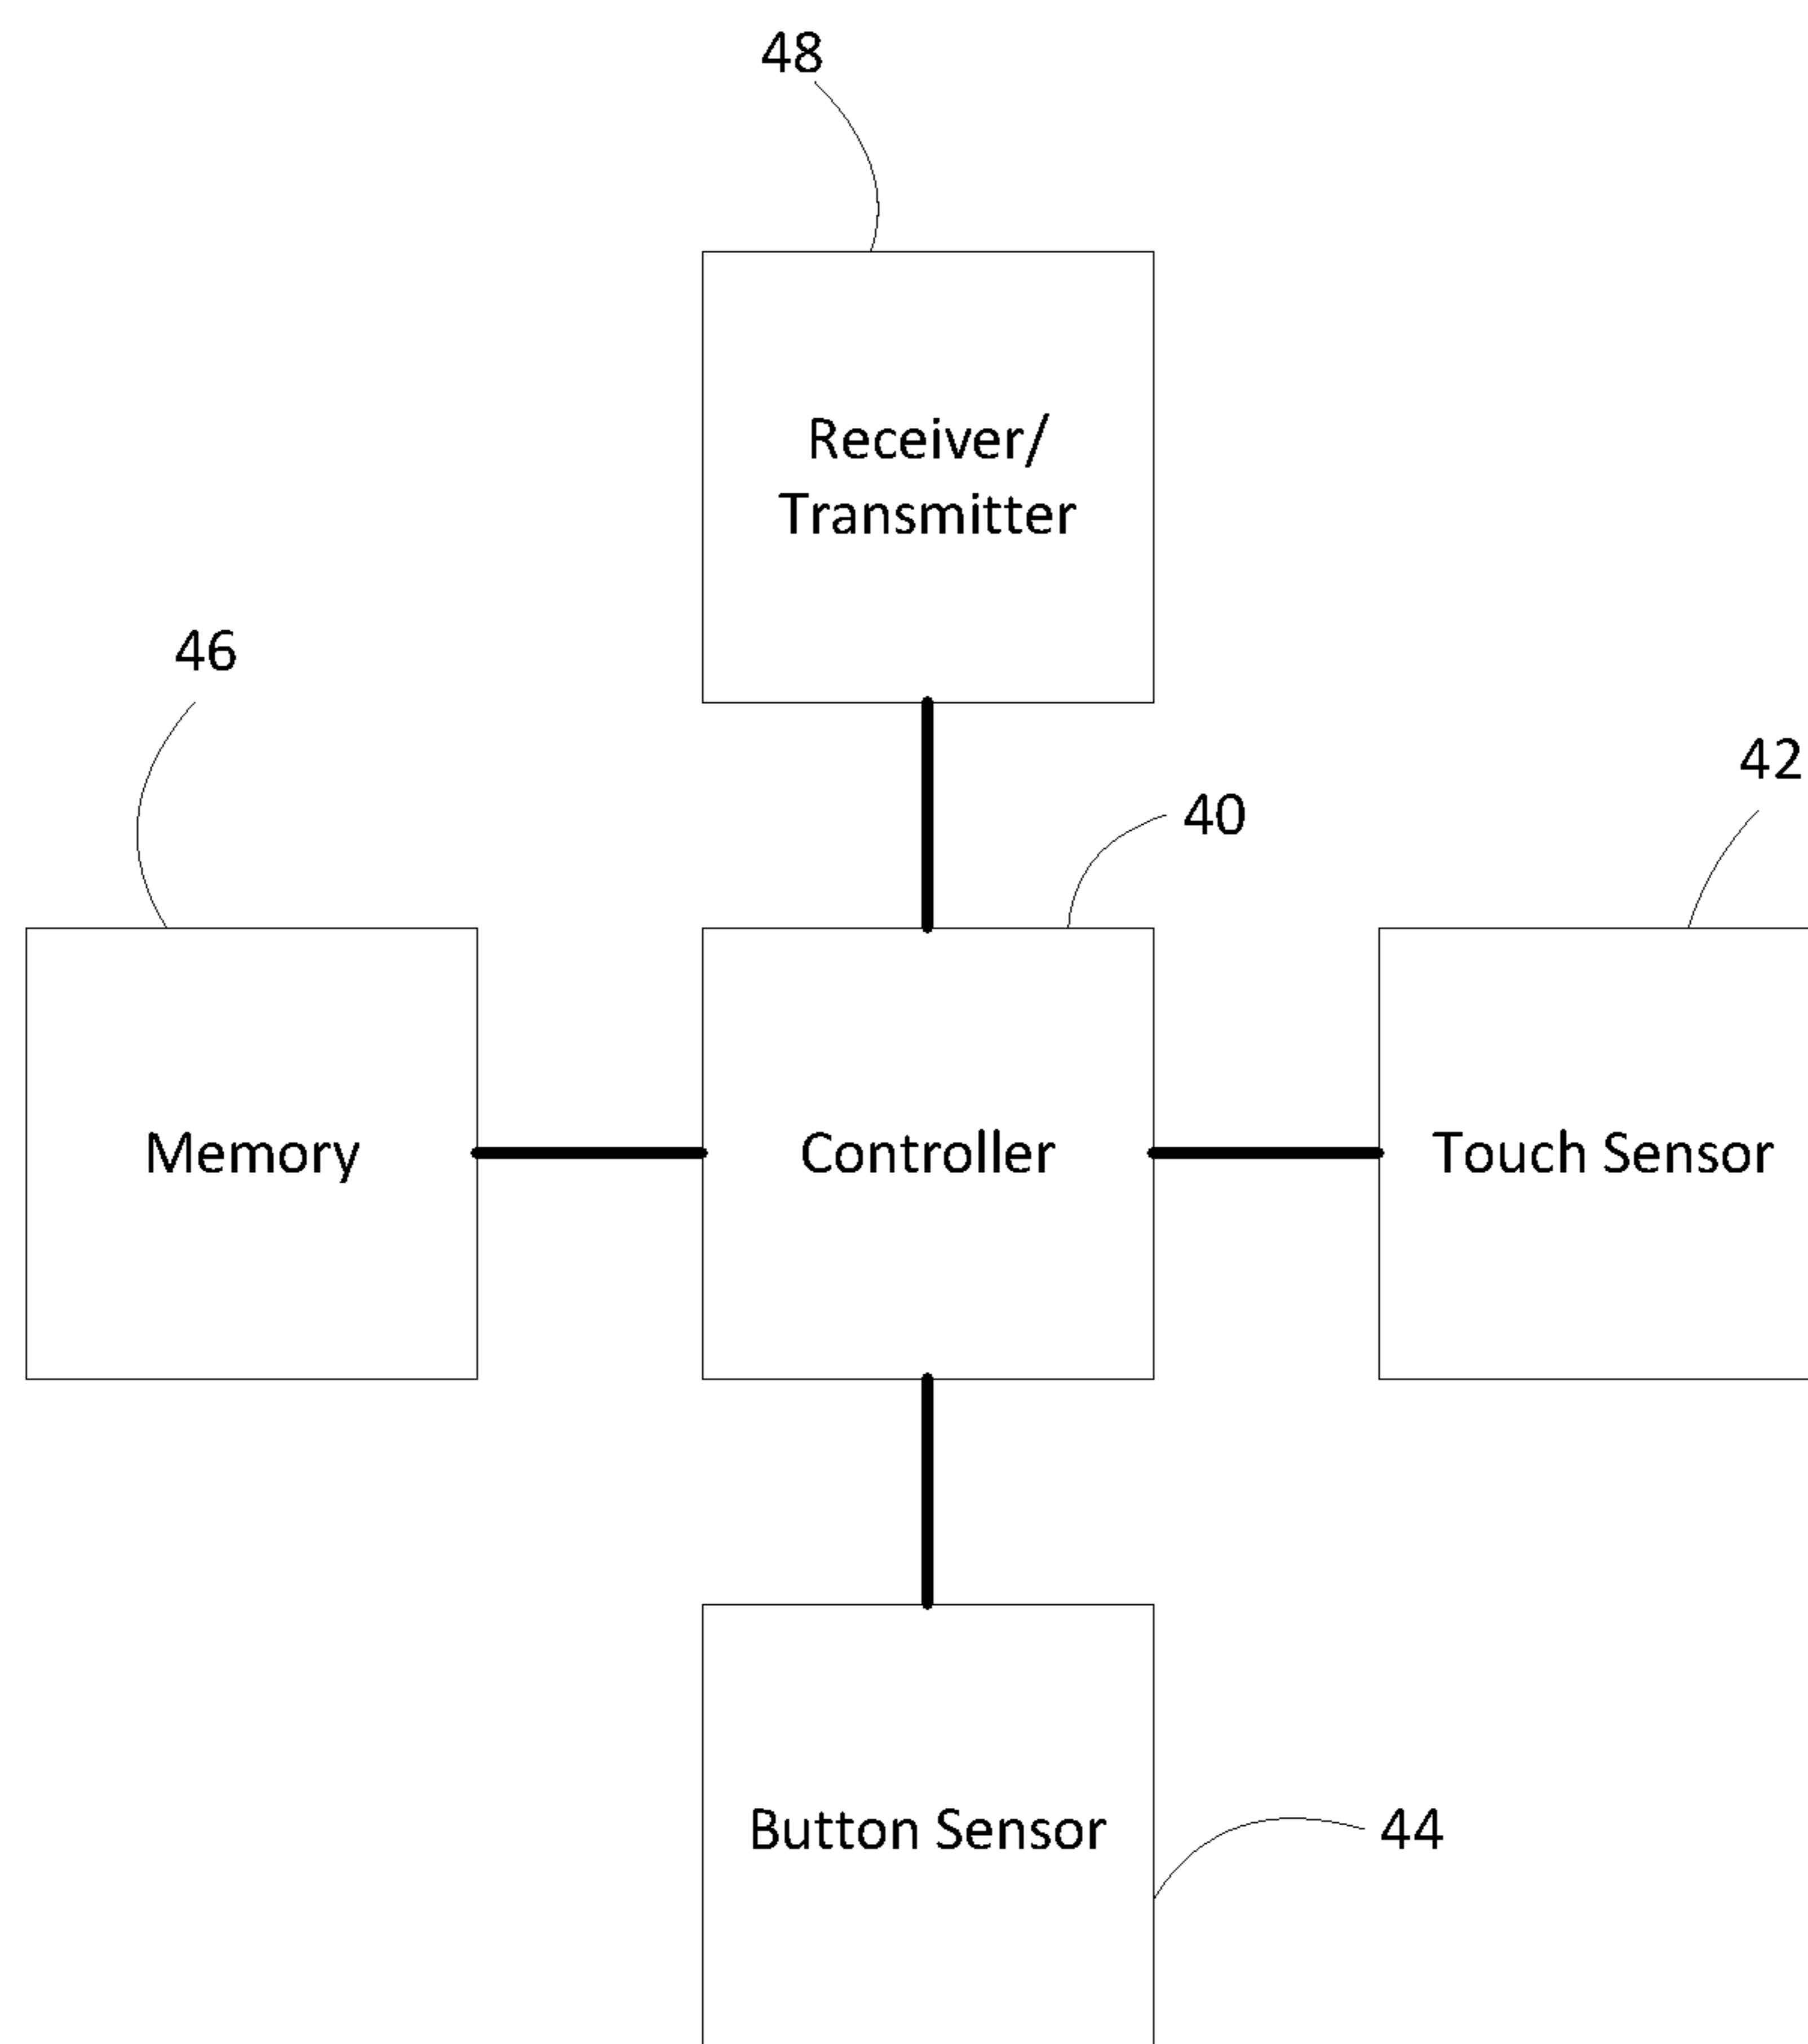 48
Receiver/
Transmitter
46
42
40
Memory
Controller
Touch Sensor
Button Sensor
44